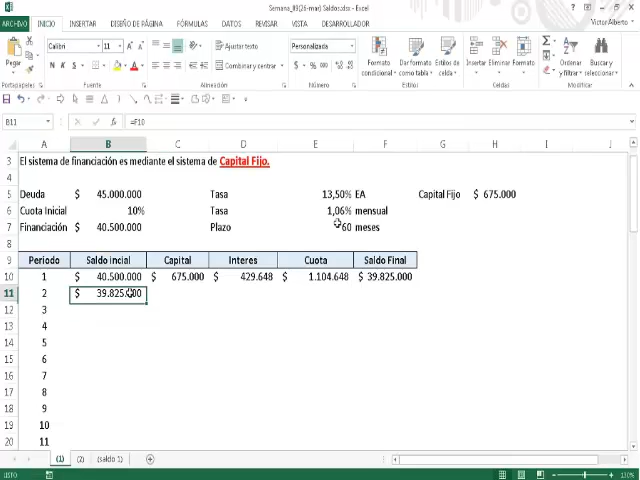 Semana_09(26-mar) Saldos.xlsx - Excel
ARCHIVO INICIO INSERTAR DISEÑO DE PÁGINA FÓRMULAS DATOS REVISAR VISTA DESARROLLADOR Victor Alberto
Calibri 11 Ajustar texto Personalizada
Pegar N K S Combinar y centrar $ % 000 Formato condicional Dar formato como tabla Estilos de celda Insertar Eliminar Formato Ordenar y filtrar Buscar y seleccionar
Portapapeles Fuente Alineación Número Estilos Celdas Modificar
B11 fx =F10
A B C D E F G H I J
3 El sistema de financiación es mediante el sistema de Capital Fijo.
4
5 Deuda $ 45.000.000 Tasa 13,50% EA Capital Fijo $ 675.000
6 Cuota Inicial 10% Tasa 1,06% mensual
7 Financiación $ 40.500.000 Plazo 60 meses
8
9 Periodo Saldo incial Capital Interes Cuota Saldo Final
10 1 $ 40.500.000 $ 675.000 $ 429.648 $ 1.104.648 $ 39.825.000
11 2 $ 39.825.000
12 3
13 4
14 5
15 6
16 7
17 8
18 9
19 10
20 11
(1) (2) (saldo 1)
LISTO 130%